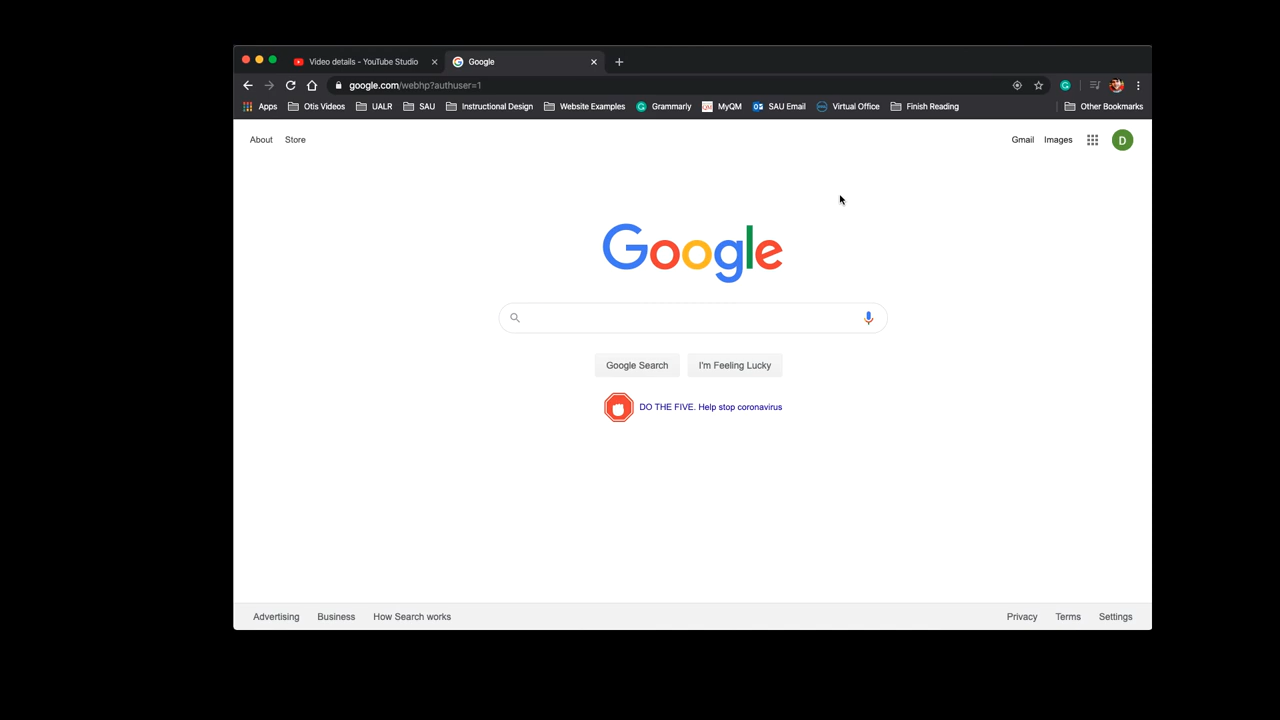 Video details - YouTube Studio
Google
google.com/webhp?authuser=1
Apps Otis Videos UALR SAU Instructional Design Website Examples Grammarly MyQM SAU Email Virtual Office Finish Reading Other Bookmarks
About Store Gmail Images D
Google
Google Search I'm Feeling Lucky
DO THE FIVE. Help stop coronavirus
Advertising Business How Search works Privacy Terms Settings